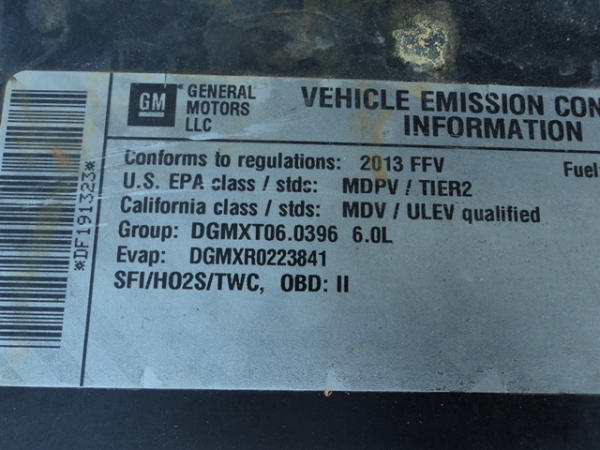 *DF191323*
GM
GENERAL
MOTORS
LLC
VEHICLE EMISSION CON
INFORMATION
Conforms to regulations: 2013 FFV
Fuel
U.S. EPA class / stds: MDPV / TIER2
California class / stds: MDV / ULEV qualified
Group: DGMXT06.0396 6.0L
Evap: DGMXR0223841
SFI/HO2S/TWC, OBD: II